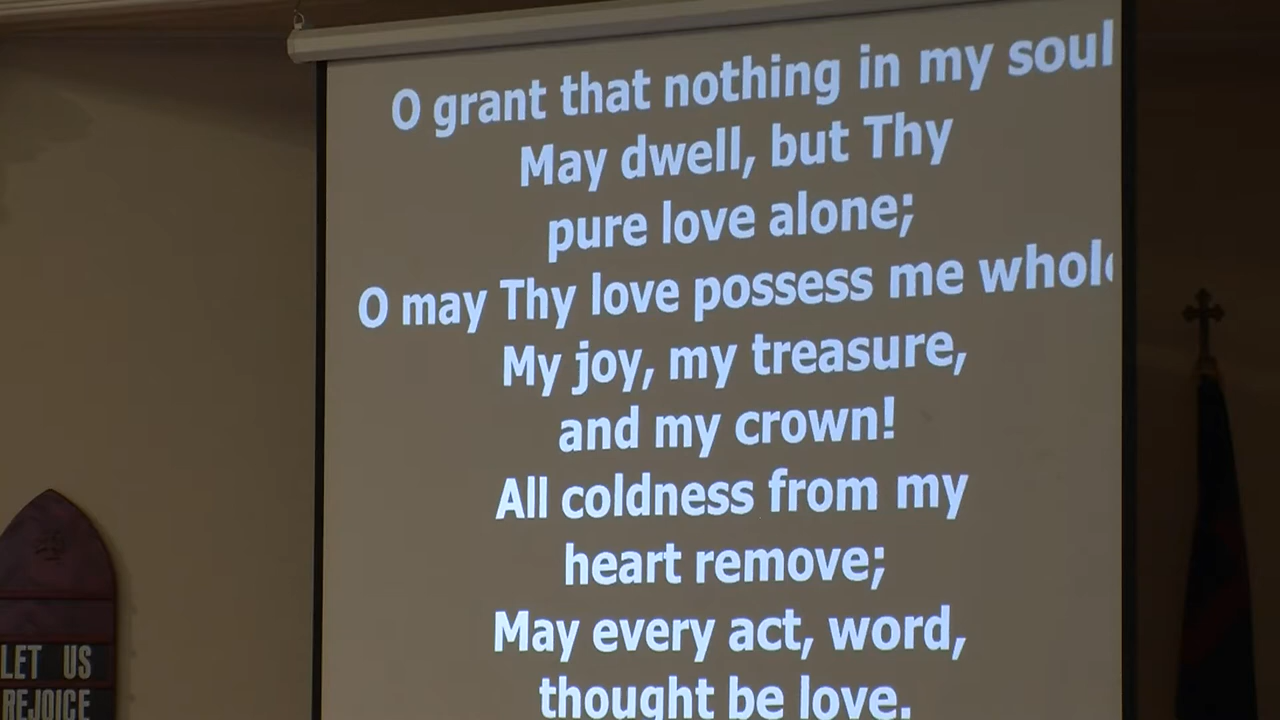 O grant that nothing in my soul
May dwell, but Thy
pure love alone;
O may Thy love possess me
My joy, my treasure,
and my crown!
All coldness from my
heart remove;
May every act, word,
thought be love.
LET US
REJOICE